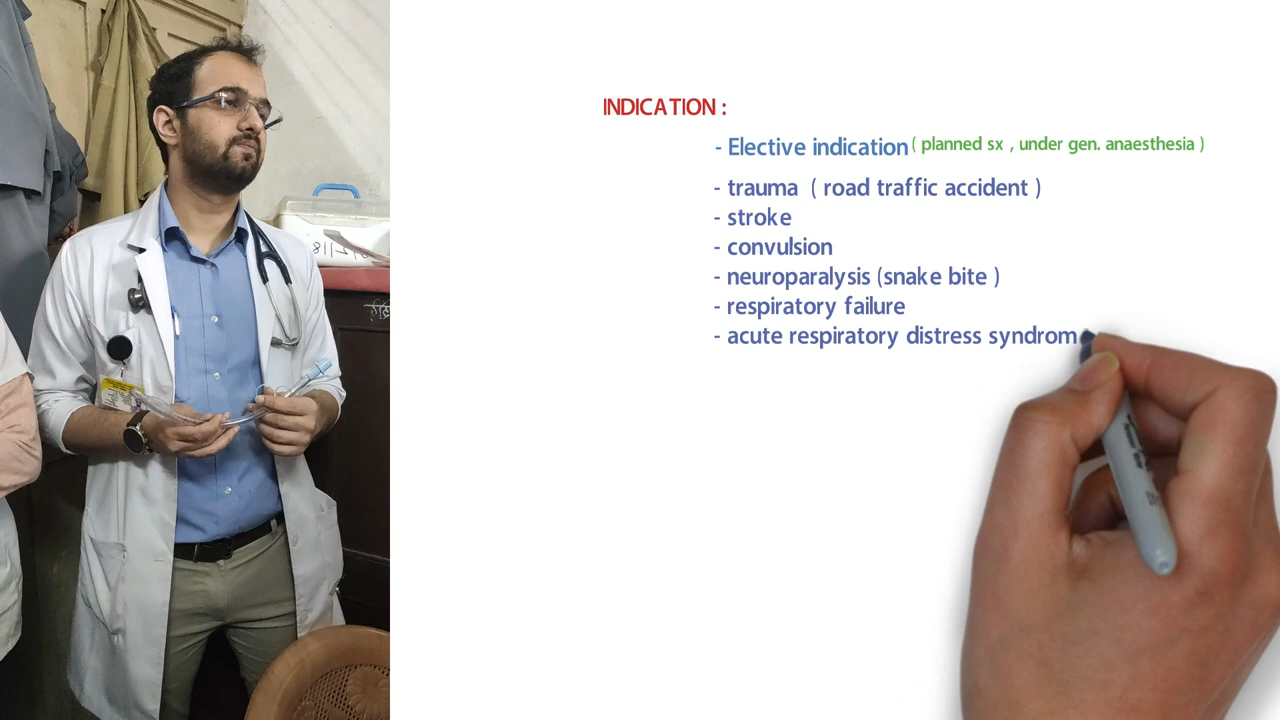 INDICATION :
- Elective indication ( planned sx , under gen. anaesthesia )
- trauma ( road traffic accident )
- stroke
- convulsion
- neuroparalysis (snake bite )
- respiratory failure
- acute respiratory distress syndrom